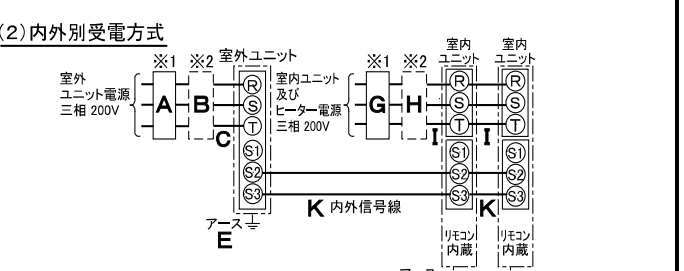 (2)内外別受電方式
※1 ※2 室外ユニット
室外
ユニット電源
三相 200V
A B C
R
S
T
S1
S2
S3
アース
E
※1 ※2
室内ユニット
及び
ヒーター電源
三相 200V
G H I I
室内
ユニット
R
S
T
S1
S2
S3
リモコン
内蔵
室内
ユニット
R
S
T
S1
S2
S3
リモコン
内蔵
K 内外信号線 K